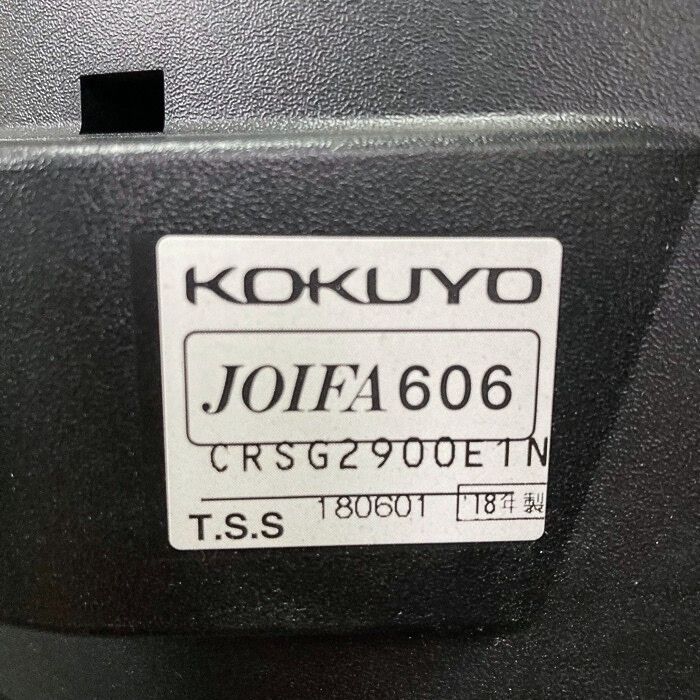 KOKUYO
JOIFA 606
CRSG2900E1N
T.S.S 180601 '18年製